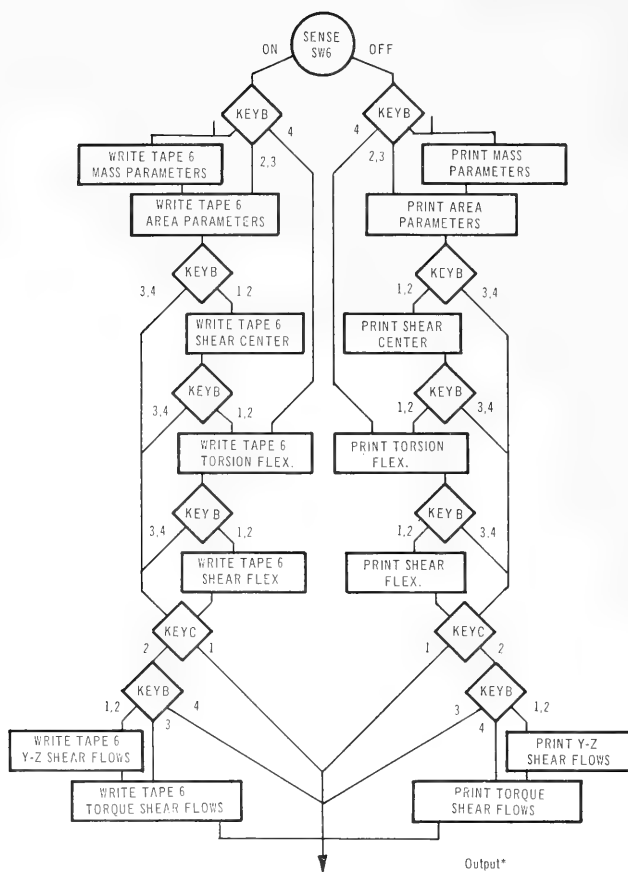 SENSE
SW6
ON
OFF
KEYB
KEYB
4
4
2,3
2,3
WRITE TAPE 6
MASS PARAMETERS
PRINT MASS
PARAMETERS
WRITE TAPE 6
AREA PARAMETERS
PRINT AREA
PARAMETERS
KEYB
KEYB
3,4
1,2
1,2
3,4
WRITE TAPE 6
SHEAR CENTER
PRINT SHEAR
CENTER
KEYB
KEYB
3,4
1,2
1,2
3,4
WRITE TAPE 6
TORSION FLEX.
PRINT TORSION
FLEX.
KEYB
KEYB
3,4
1,2
1,2
3,4
WRITE TAPE 6
SHEAR FLEX
PRINT SHEAR
FLEX.
KEYC
KEYC
2
1
1
2
KEYB
KEYB
1,2
3
4
3
4
1,2
WRITE TAPE 6
Y-Z SHEAR FLOWS
PRINT Y-Z
SHEAR FLOWS
WRITE TAPE 6
TORQUE SHEAR FLOWS
PRINT TORQUE
SHEAR FLOWS
Output*